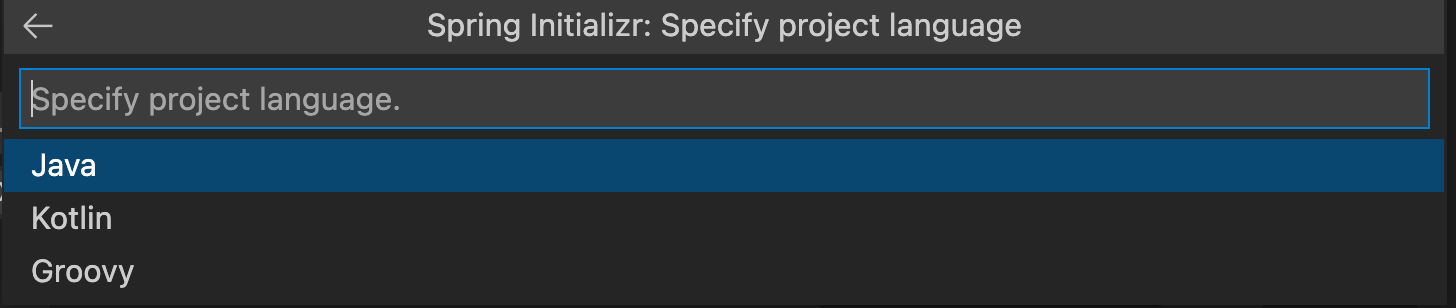 Spring Initializr: Specify project language
Specify project language.
Java
Kotlin
Groovy